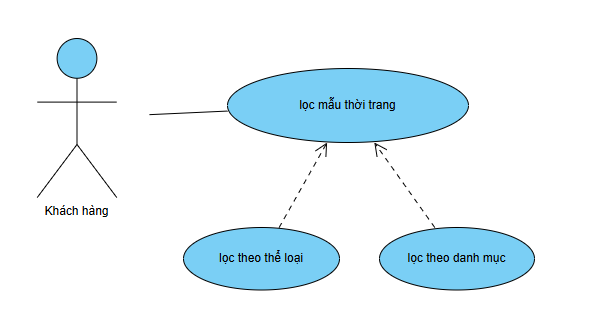 lọc mẫu thời trang
Khách hàng
lọc theo thể loại
lọc theo danh mục